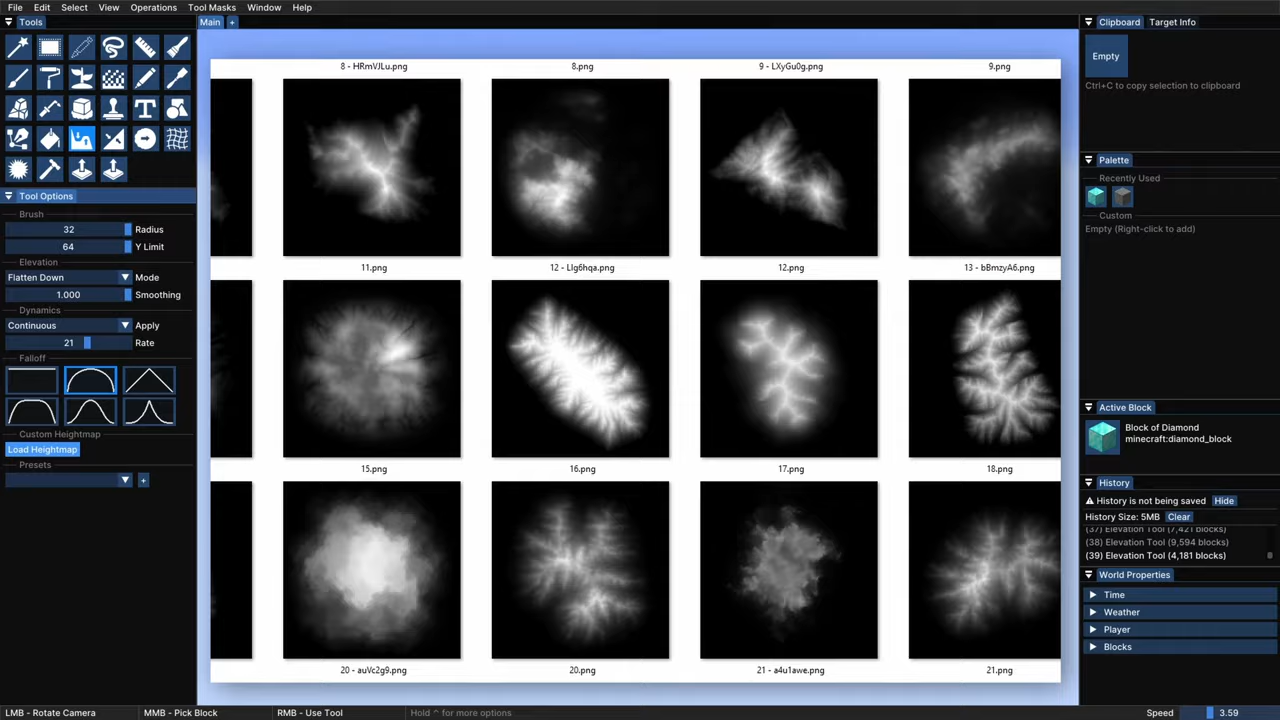 File Edit Select View Operations Tool Masks Window Help
Tools
Main +
Clipboard Target Info
Empty
Ctrl+C to copy selection to clipboard
8 - HRmVJLu.png 8.png 9 - LXyGu0g.png 9.png
Palette
Recently Used
Custom
Empty (Right-click to add)
T
Tool Options
Brush
32 Radius
64 Y Limit
Elevation
Flatten Down Mode
1.000 Smoothing
Dynamics
Continuous Apply
21 Rate
Falloff
Custom Heightmap
Load Heightmap
Presets
+
11.png 12 - LIg6hqa.png 12.png 13 - bBmzyA6.png
15.png 16.png 17.png 18.png
20 - auVc2g9.png 20.png 21 - a4u1awe.png 21.png
Active Block
Block of Diamond
minecraft:diamond_block
History
History is not being saved Hide
History Size: 5MB Clear
(37) Elevation Tool (7,421 blocks)
(38) Elevation Tool (9,594 blocks)
(39) Elevation Tool (4,181 blocks)
World Properties
Time
Weather
Player
Blocks
LMB - Rotate Camera MMB - Pick Block RMB - Use Tool Hold ^ for more options Speed 3.59